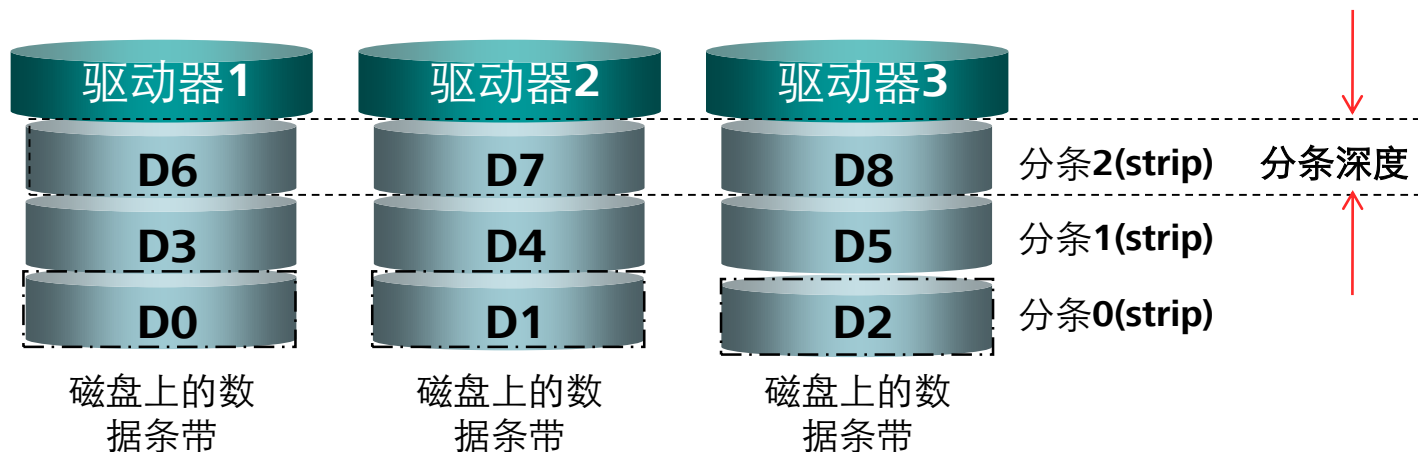 驱动器1 驱动器2 驱动器3
D6 D7 D8 分条2(strip) 分条深度
D3 D4 D5 分条1(strip)
D0 D1 D2 分条0(strip)
磁盘上的数 磁盘上的数 磁盘上的数
据条带 据条带 据条带